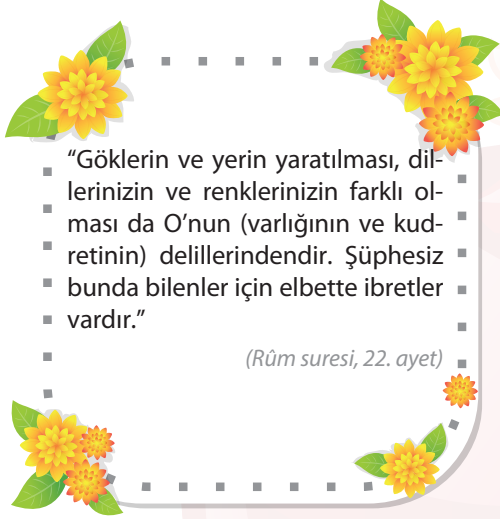 “Göklerin ve yerin yaratılması, dil-
lerinizin ve renklerinizin farklı ol-
ması da O’nun (varlığının ve kud-
retinin) delillerindendir. Şüphesiz
bunda bilenler için elbette ibretler
vardır.”
(Rûm suresi, 22. ayet)